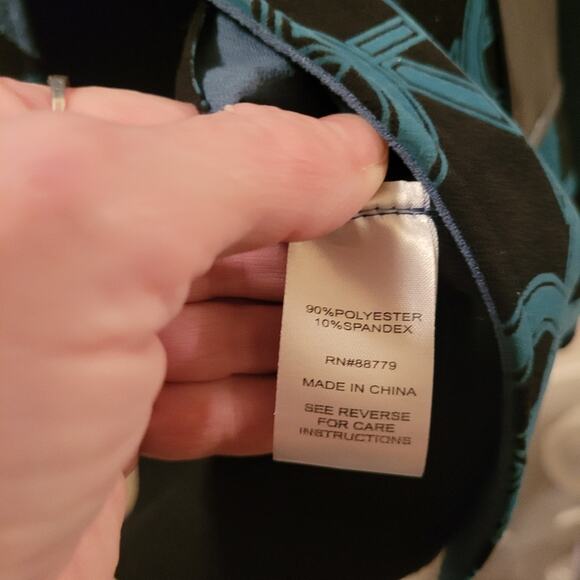 90%POLYESTER
10%SPANDEX
RN#88779
MADE IN CHINA
SEE REVERSE
FOR CARE
INSTRUCTIONS